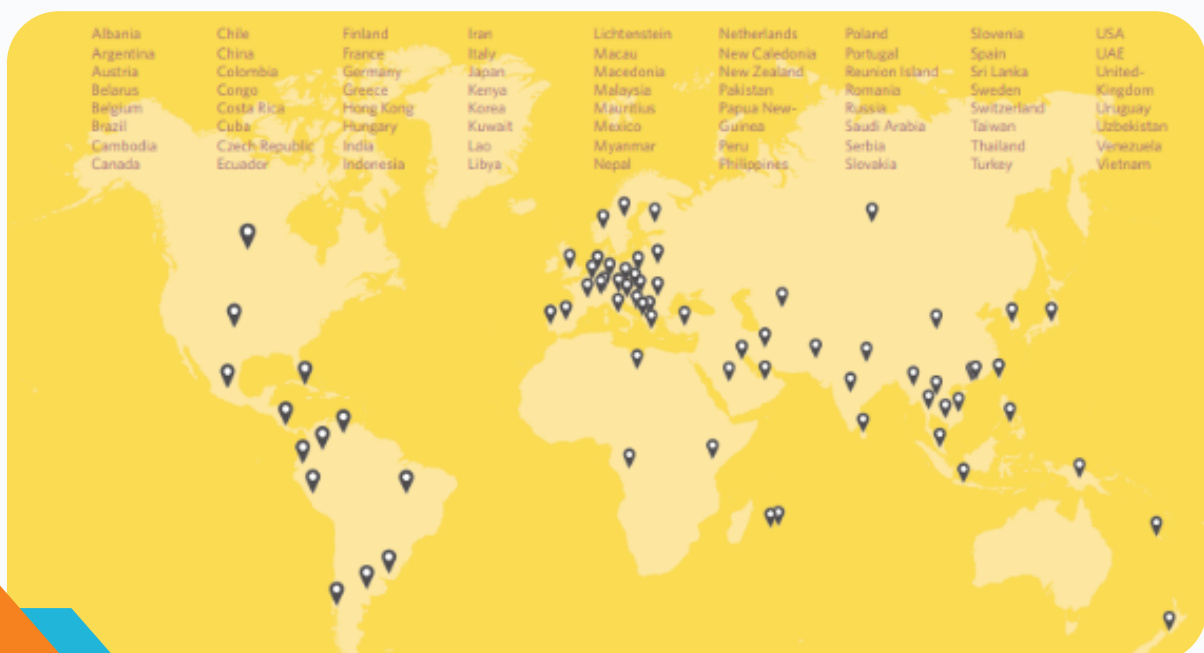 Albania
Argentina
Austria
Belarus
Belgium
Brazil
Cambodia
Canada
Chile
China
Colombia
Congo
Costa Rica
Cuba
Czech Republic
Ecuador
Finland
France
Germany
Greece
Hong Kong
Hungary
India
Indonesia
Iran
Italy
Japan
Kenya
Korea
Kuwait
Lao
Libya
Lichtenstein
Macau
Macedonia
Malaysia
Mauritius
Mexico
Myanmar
Nepal
Netherlands
New Caledonia
New Zealand
Pakistan
Papua New-
Guinea
Peru
Philippines
Poland
Portugal
Reunion Island
Romania
Russia
Saudi Arabia
Serbia
Slovakia
Slovenia
Spain
Sri Lanka
Sweden
Switzerland
Taiwan
Thailand
Turkey
USA
UAE
United-
Kingdom
Uruguay
Uzbekistan
Venezuela
Vietnam